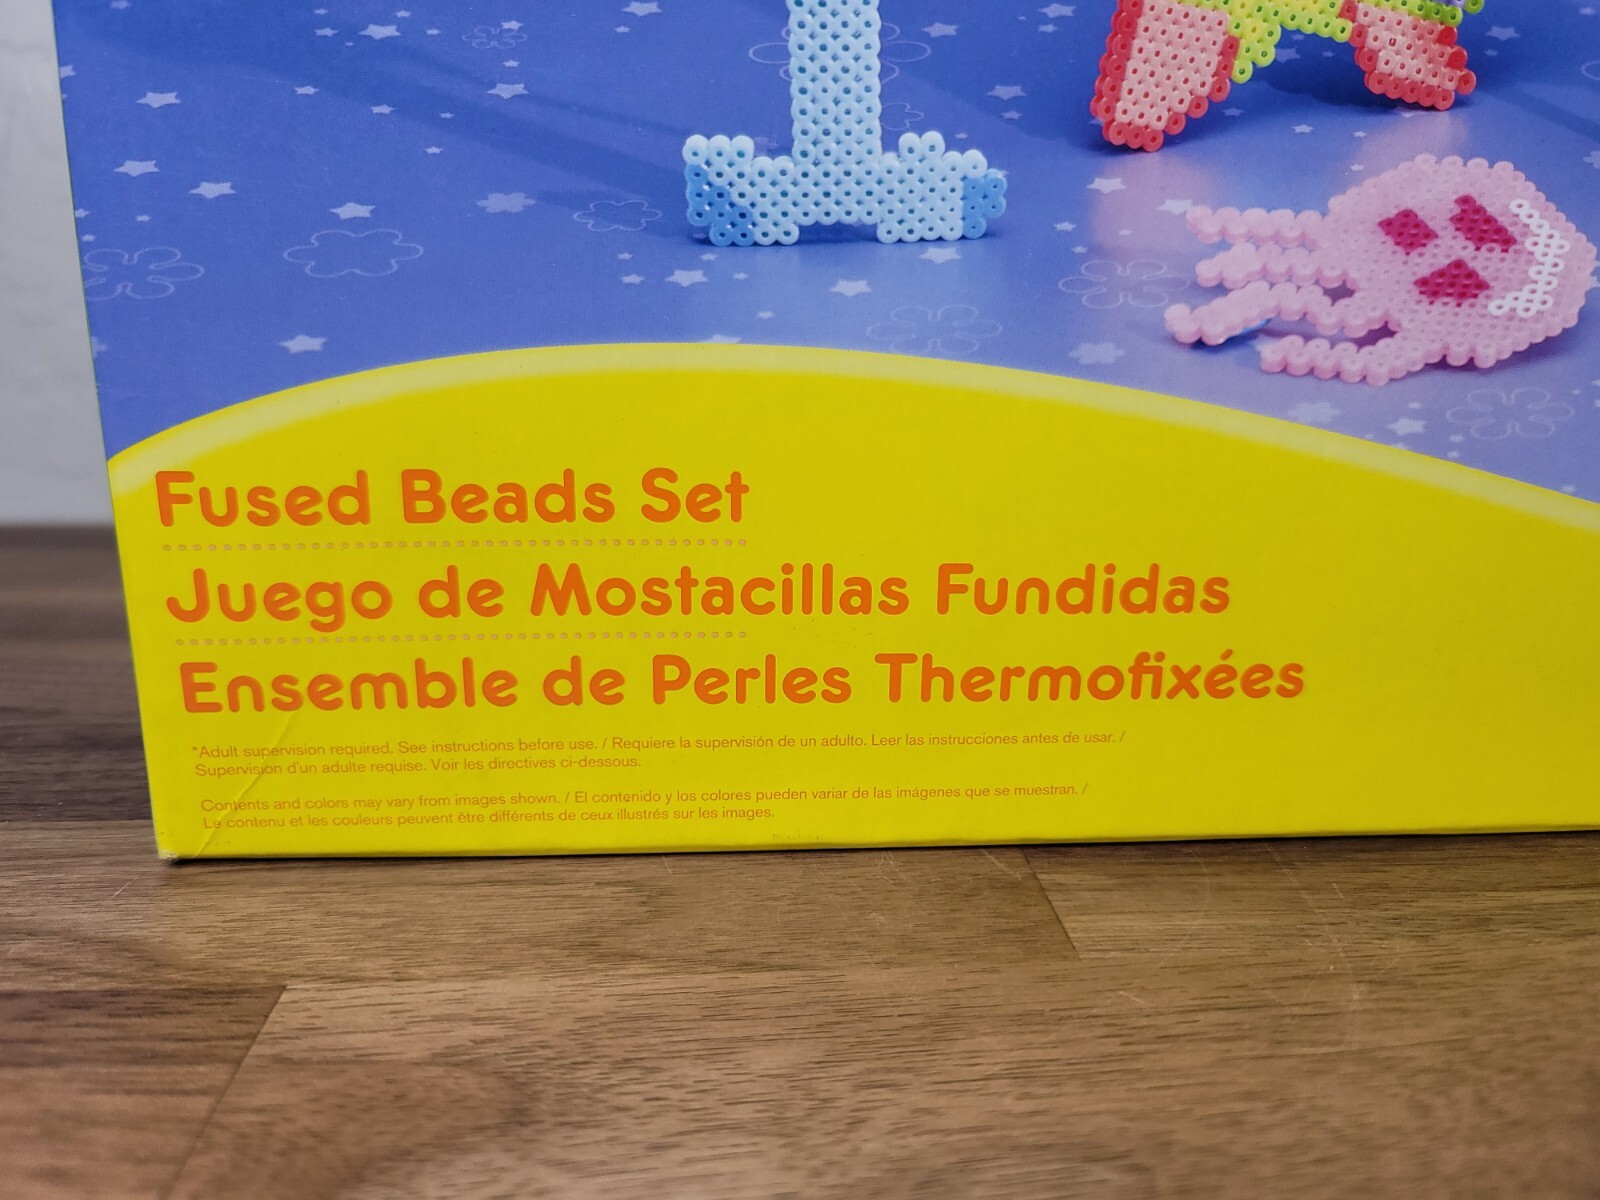 Fused Beads Set
Juego de Mostacillas Fundidas
Ensemble de Perles Thermofixées
*Adult supervision required. See instructions before use. / Requiere la supervisión de un adulto. Leer las instrucciones antes de usar. /
Supervision d'un adulte requise. Voir les directives ci-dessous.
Contents and colors may vary from images shown. / El contenido y los colores pueden variar de las imágenes que se muestran. /
Le contenu et les couleurs peuvent être différents de ceux illustrés sur les images.